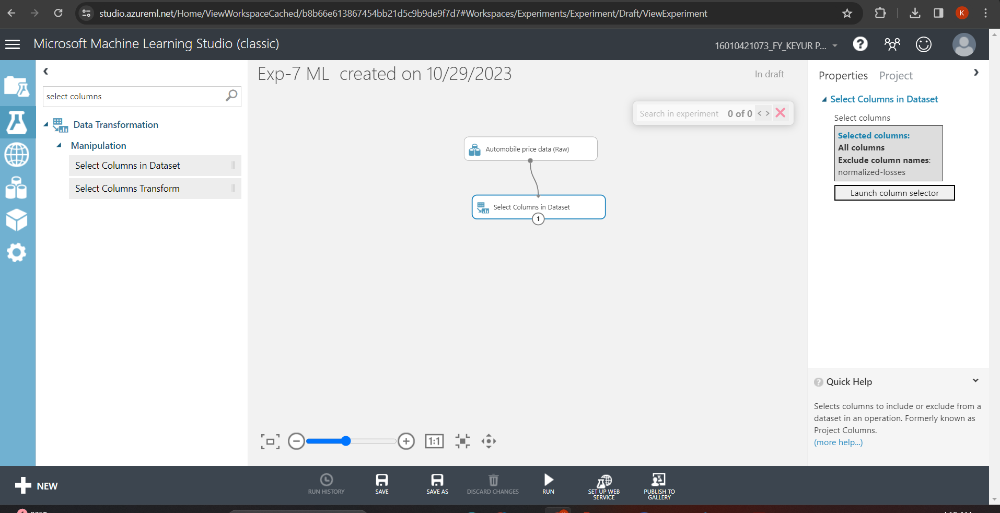 studio.azureml.net/Home/ViewWorkspaceCached/b8b66e613867454bb21d5c9b9de9f7d7#Workspaces/Experiments/Experiment/Draft/ViewExperiment
K
Microsoft Machine Learning Studio (classic)
16010421073_FY_KEYUR P...
?
select columns
Data Transformation
Manipulation
Select Columns in Dataset
Select Columns Transform
Exp-7 ML created on 10/29/2023
In draft
Search in experiment 0 of 0 < >
Automobile price data (Raw)
Select Columns in Dataset
1
1:1
Properties Project
Select Columns in Dataset
Select columns
Selected columns:
All columns
Exclude column names:
normalized-losses
Launch column selector
? Quick Help
Selects columns to include or exclude from a
dataset in an operation. Formerly known as
Project Columns.
(more help...)
NEW
RUN HISTORY
SAVE
SAVE AS
DISCARD CHANGES
RUN
SET UP WEB
SERVICE
PUBLISH TO
GALLERY